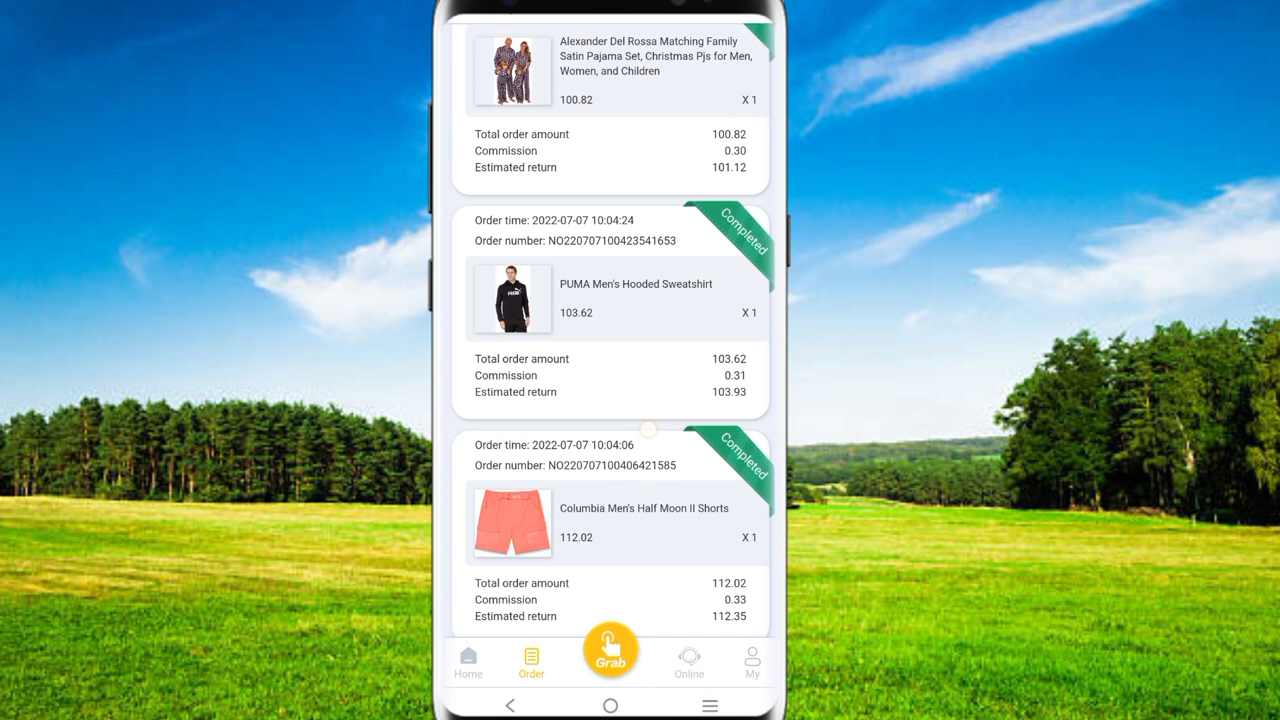 Alexander Del Rossa Matching Family
Satin Pajama Set, Christmas Pjs for Men,
Women, and Children
100.82 X 1
Total order amount 100.82
Commission 0.30
Estimated return 101.12
Order time: 2022-07-07 10:04:24
Completed
Order number: NO220707100423541653
PUMA Men's Hooded Sweatshirt
103.62 X 1
Total order amount 103.62
Commission 0.31
Estimated return 103.93
Order time: 2022-07-07 10:04:06
Completed
Order number: NO220707100406421585
Columbia Men's Half Moon II Shorts
112.02 X 1
Total order amount 112.02
Commission 0.33
Estimated return 112.35
Grab
Home Order Online My